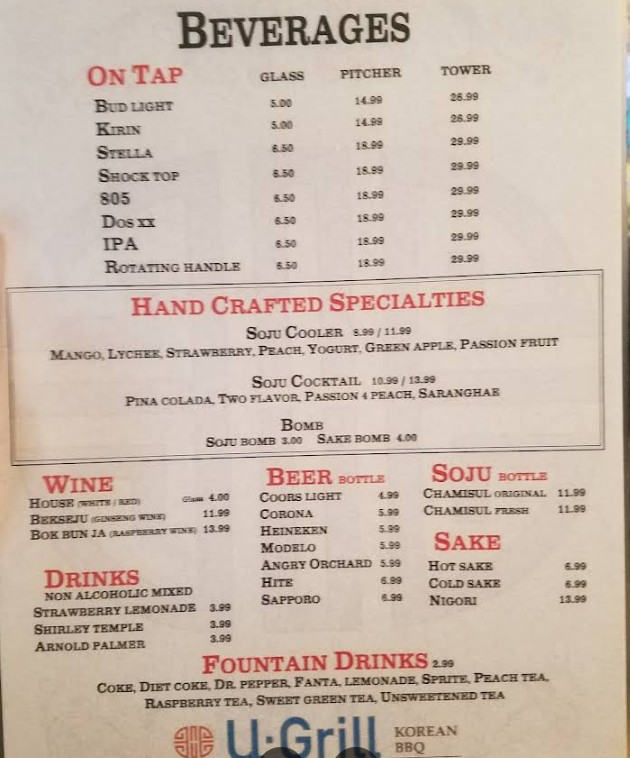 BEVERAGES
ON TAP GLASS PITCHER TOWER
BUD LIGHT 5.00 14.99 26.99
KIRIN 5.00 14.99 26.99
STELLA 6.50 18.99 29.99
SHOCK TOP 6.50 18.99 29.99
805 6.50 18.99 29.99
DOS XX 6.50 18.99 29.99
IPA 6.50 18.99 29.99
ROTATING HANDLE 6.50 18.99 29.99
HAND CRAFTED SPECIALTIES
SOJU COOLER 8.99 / 11.99
MANGO, LYCHEE, STRAWBERRY, PEACH, YOGURT, GREEN APPLE, PASSION FRUIT
SOJU COCKTAIL 10.99 / 13.99
PINA COLADA, TWO FLAVOR, PASSION 4 PEACH, SARANGHAE
BOMB
SOJU BOMB 3.00 SAKE BOMB 4.00
WINE
HOUSE (WHITE / RED) Glass 4.00
BEKSEJU (GINSENG WINE) 11.99
BOK BUN JA (RASPBERRY WINE) 13.99
DRINKS
NON ALCOHOLIC MIXED
STRAWBERRY LEMONADE 3.99
SHIRLEY TEMPLE 3.99
ARNOLD PALMER 3.99
BEER BOTTLE
COORS LIGHT 4.99
CORONA 5.99
HEINEKEN 5.99
MODELO 5.99
ANGRY ORCHARD 5.99
HITE 6.99
SAPPORO 6.99
SOJU BOTTLE
CHAMISUL ORIGINAL 11.99
CHAMISUL FRESH 11.99
SAKE
HOT SAKE 6.99
COLD SAKE 6.99
NIGORI 13.99
FOUNTAIN DRINKS 2.99
COKE, DIET COKE, DR. PEPPER, FANTA, LEMONADE, SPRITE, PEACH TEA,
RASPBERRY TEA, SWEET GREEN TEA, UNSWEETENED TEA
U·Grill KOREAN
BBQ